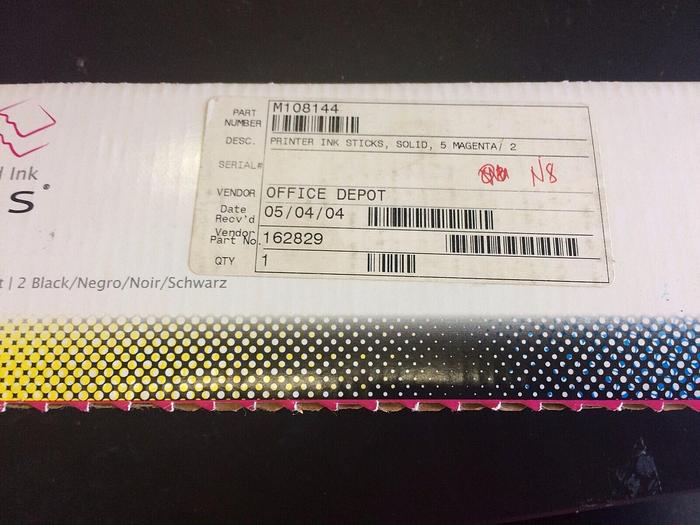 PART NUMBER M108144
DESC. PRINTER INK STICKS, SOLID, 5 MAGENTA/ 2
SERIAL#
N8
VENDOR OFFICE DEPOT
Date Recv'd 05/04/04
Vendor Part No. 162829
QTY 1
Ink
S
| 2 Black/Negro/Noir/Schwarz